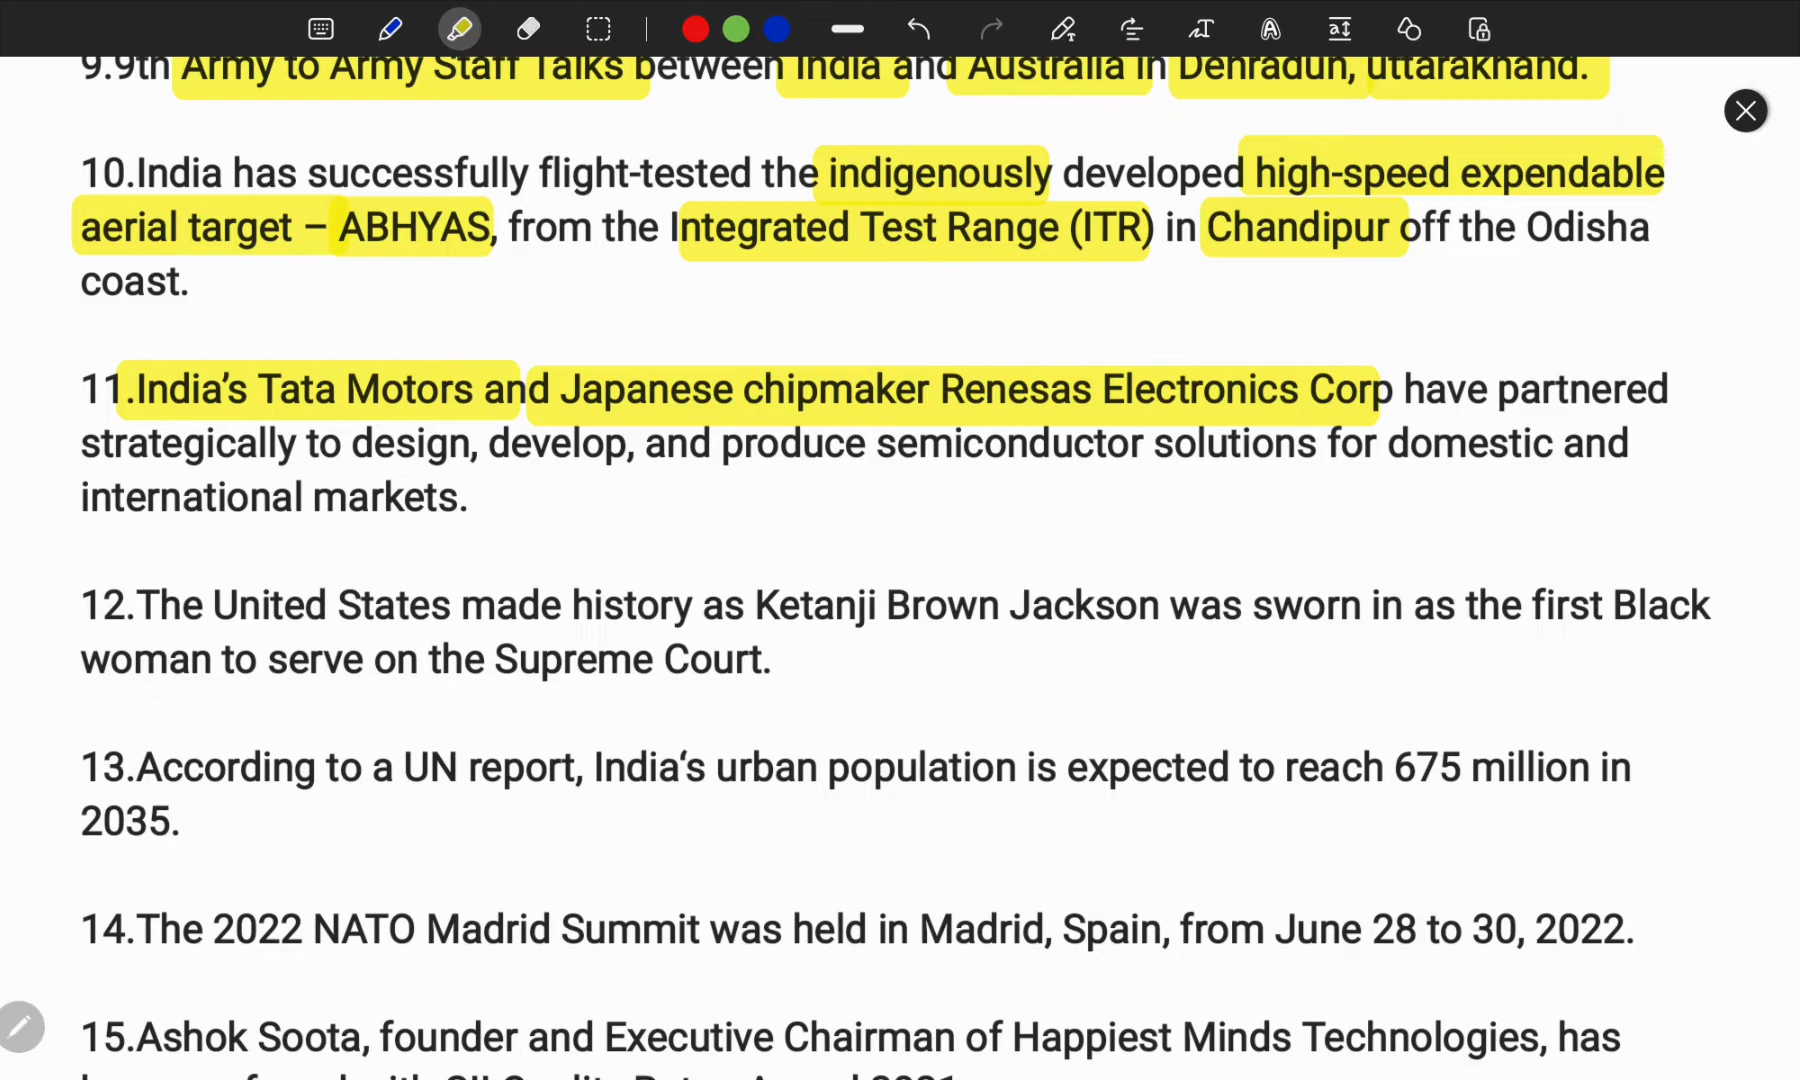 9.9th Army to Army Staff Talks between India and Australia in Dehradun, uttarakhand.
10.India has successfully flight-tested the indigenously developed high-speed expendable
aerial target – ABHYAS, from the Integrated Test Range (ITR) in Chandipur off the Odisha
coast.
11.India’s Tata Motors and Japanese chipmaker Renesas Electronics Corp have partnered
strategically to design, develop, and produce semiconductor solutions for domestic and
international markets.
12.The United States made history as Ketanji Brown Jackson was sworn in as the first Black
woman to serve on the Supreme Court.
13.According to a UN report, India‘s urban population is expected to reach 675 million in
2035.
14.The 2022 NATO Madrid Summit was held in Madrid, Spain, from June 28 to 30, 2022.
15.Ashok Soota, founder and Executive Chairman of Happiest Minds Technologies, has